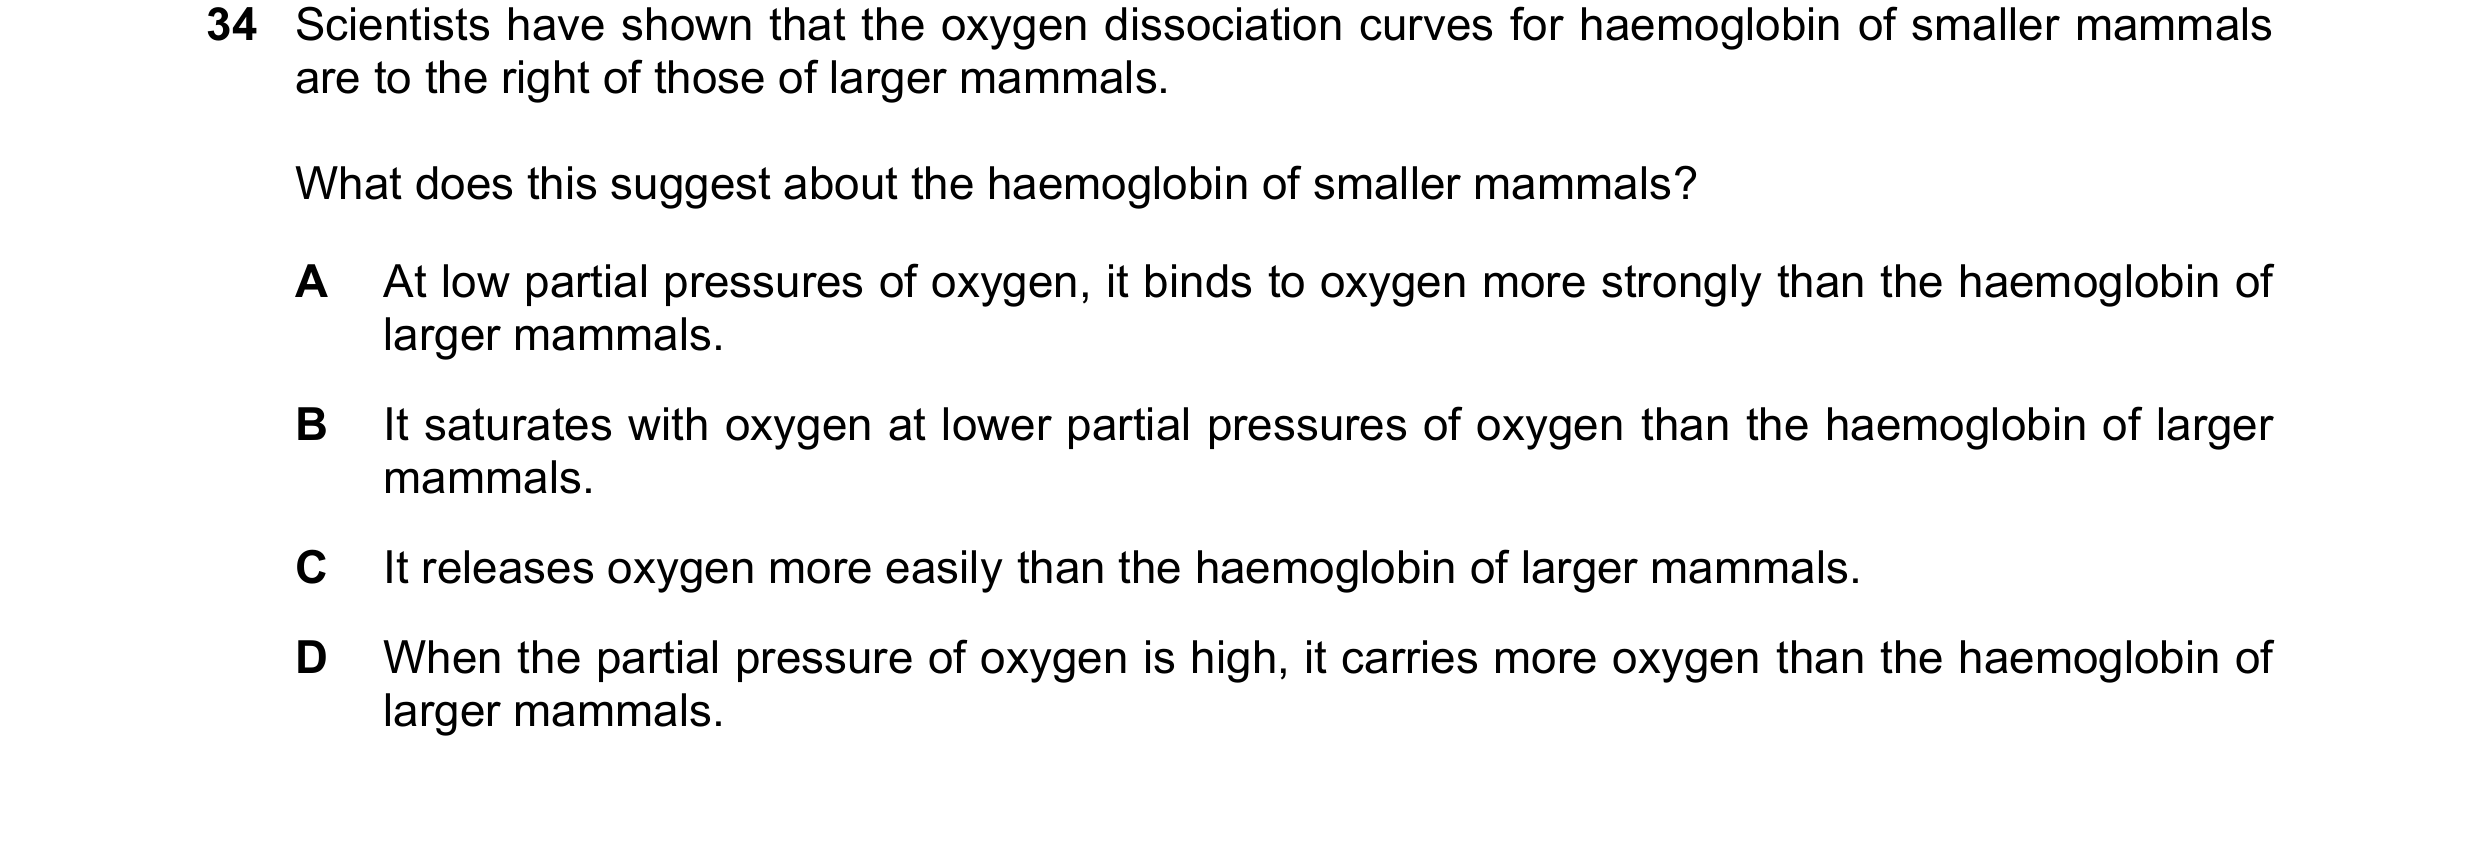 34 Scientists have shown that the oxygen dissociation curves for haemoglobin of smaller mammals
are to the right of those of larger mammals.
What does this suggest about the haemoglobin of smaller mammals?
A At low partial pressures of oxygen, it binds to oxygen more strongly than the haemoglobin of
larger mammals.
B It saturates with oxygen at lower partial pressures of oxygen than the haemoglobin of larger
mammals.
C It releases oxygen more easily than the haemoglobin of larger mammals.
D When the partial pressure of oxygen is high, it carries more oxygen than the haemoglobin of
larger mammals.